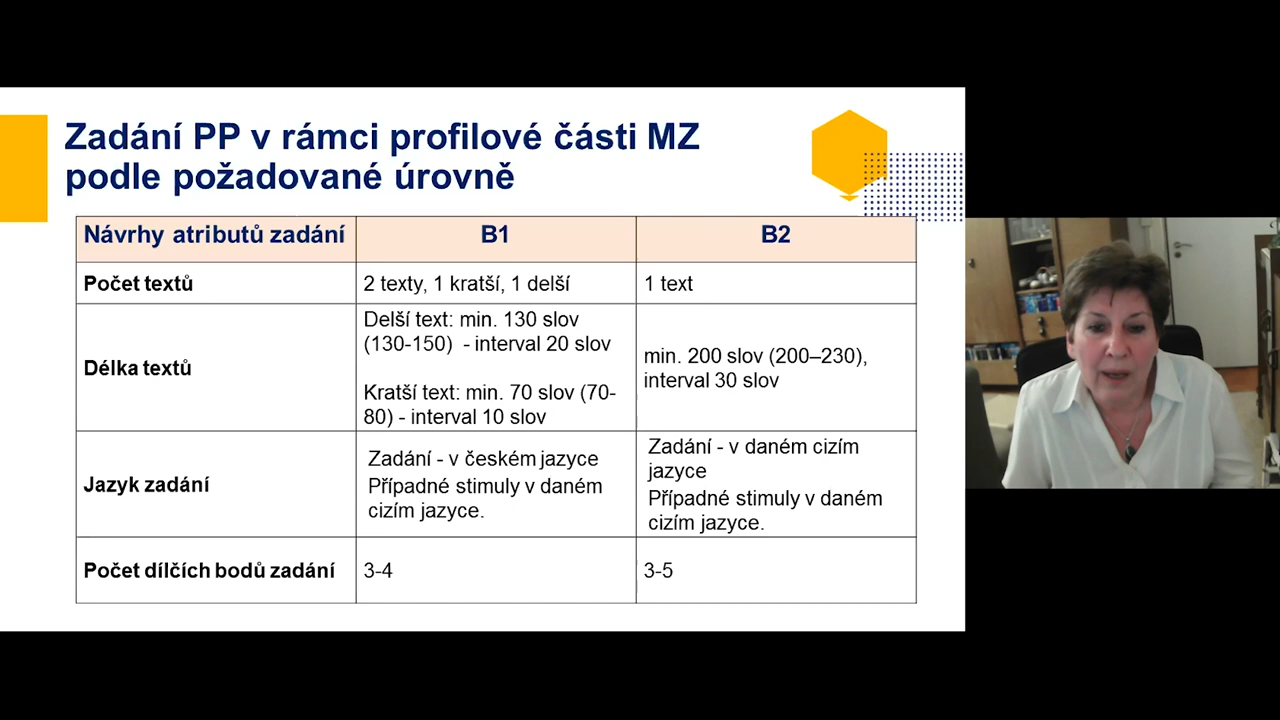 Zadání PP v rámci profilové části MZ
podle požadované úrovně
Návrhy atributů zadání
B1
B2
Počet textů
2 texty, 1 kratší, 1 delší
1 text
Délka textů
Delší text: min. 130 slov
(130-150)  - interval 20 slov
Kratší text: min. 70 slov (70-
80) - interval 10 slov
min. 200 slov (200–230),
interval 30 slov
Jazyk zadání
Zadání - v českém jazyce
Případné stimuly v daném
cizím jazyce.
Zadání - v daném cizím
jazyce
Případné stimuly v daném
cizím jazyce.
Počet dílčích bodů zadání
3-4
3-5